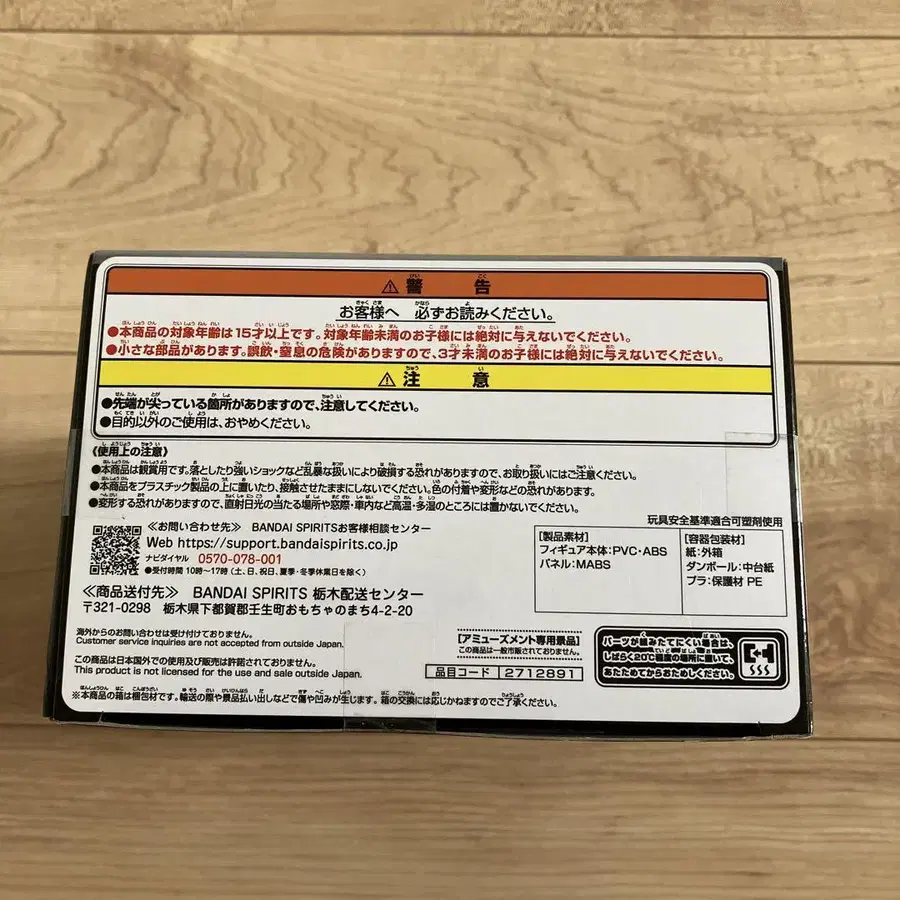 ⚠警 告
お客様へ 必ずお読みください。
●本商品の対象年齢は15才以上です。対象年齢未満のお子様には絶対に与えないでください。
●小さな部品があります。誤飲・窒息の危険がありますので、3才未満のお子様には絶対に与えないでください。
⚠注 意
●先端が尖っている箇所がありますので、注意してください。
●目的以外のご使用は、おやめください。
《使用上の注意》
●本商品は観賞用です。落としたり強いショックなど乱暴な扱いにより破損する恐れがありますので、お取り扱いにはご注意ください。
●本商品をプラスチック製品の上に置いたり、接触させたままにしないでください。色の付着や変形などの恐れがあります。
●変形する恐れがありますので、直射日光の当たる場所や窓際・車内など高温・多湿のところには置かないでください。
玩具安全基準適合可塑剤使用
≪お問い合わせ先≫ BANDAI SPIRITSお客様相談センター
Web https://support.bandaispirits.co.jp
ナビダイヤル 0570-078-001
●受付時間 10時〜17時(土、日、祝日、夏季・冬季休業日を除く)
[製品素材]
フィギュア本体:PVC・ABS
パネル:MABS
[容器包装材]
紙:外箱
ダンボール:中台紙
プラ:保護材 PE
≪商品送付先≫ BANDAI SPIRITS 栃木配送センター
〒321-0298 栃木県下都賀郡壬生町おもちゃのまち4-2-20
海外からのお問い合わせは受け付けておりません。
Customer service inquiries are not accepted from outside Japan.
この商品は日本国外での使用及び販売は許諾されておりません。
This product is not licensed for the use and sale outside Japan.
[アミューズメント専用景品]
この商品は一般市販されておりません。
品目コード 2712891
パーツが組みたてにくい場合は、
しばらく20℃程度の場所に置いて、
あたためてからおためしください。
※本商品の箱は梱包材です。輸送の際や景品払い出しなどで傷や凹みが生じます。箱の交換には応じかねますのでご了承ください。